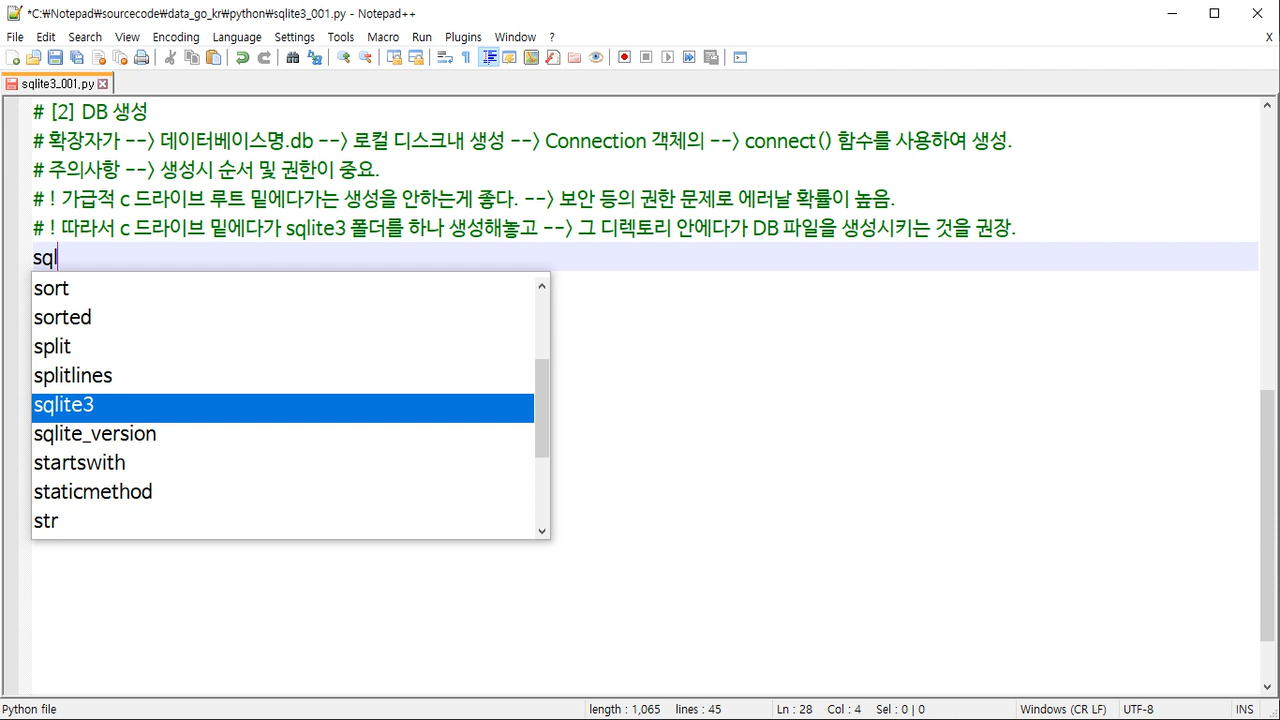 *C:₩Notepad₩sourcecode₩data_go_kr₩python₩sqlite3_001.py - Notepad++
File Edit Search View Encoding Language Settings Tools Macro Run Plugins Window ? X
sqlite3_001.py
# [2] DB 생성
# 확장자가 --> 데이터베이스명.db --> 로컬 디스크내 생성 --> Connection 객체의 --> connect() 함수를 사용하여 생성.
# 주의사항 --> 생성시 순서 및 권한이 중요.
# ! 가급적 c 드라이브 루트 밑에다가는 생성을 안하는게 좋다. --> 보안 등의 권한 문제로 에러날 확률이 높음.
# ! 따라서 c 드라이브 밑에다가 sqlite3 폴더를 하나 생성해놓고 --> 그 디렉토리 안에다가 DB 파일을 생성시키는 것을 권장.
sql
sort
sorted
split
splitlines
sqlite3
sqlite_version
startswith
staticmethod
str
Python file length : 1,065 lines : 45 Ln : 28 Col : 4 Sel : 0 | 0 Windows (CR LF) UTF-8 INS